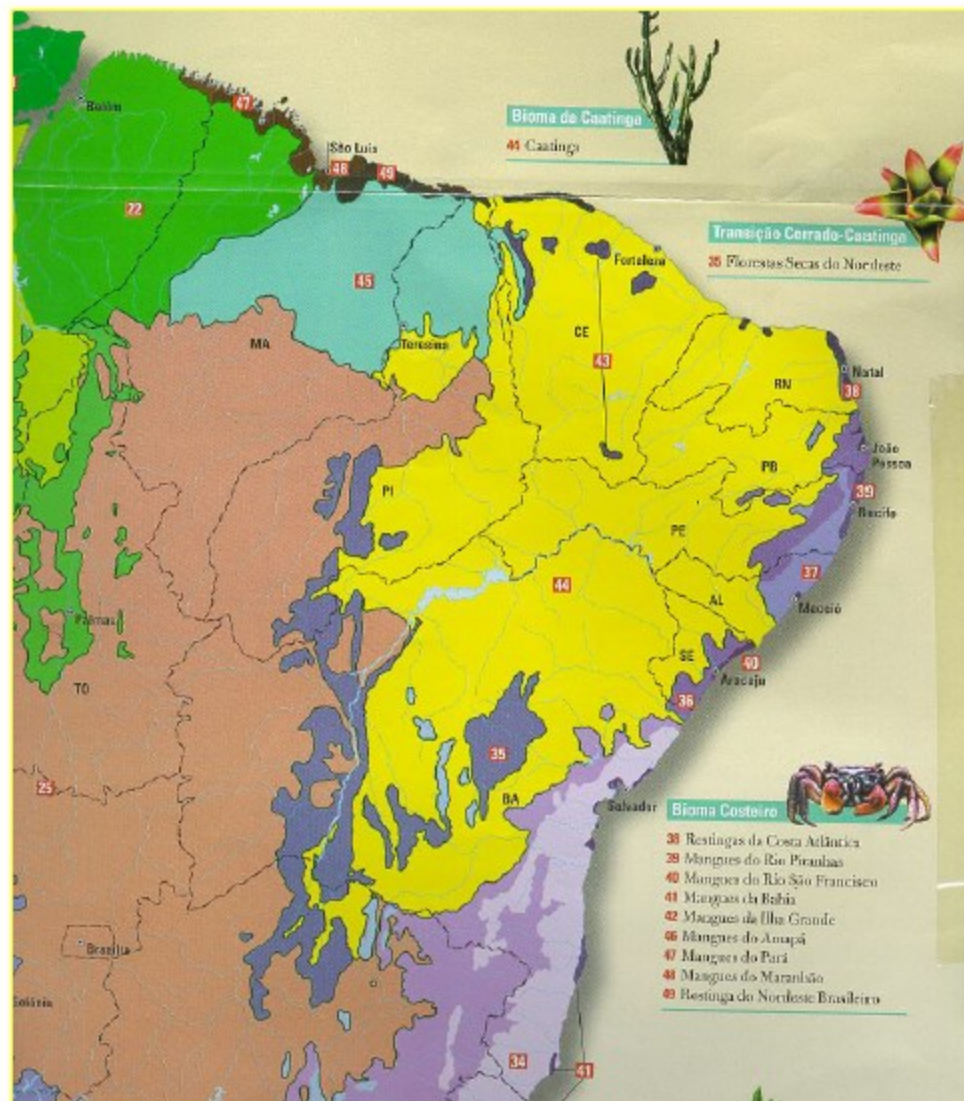 Belém
47
São Luís
48
49
22
Bioma de Caatinga
44 Caatinga
Transição Cerrado-Caatinga
35 Florestas Secas do Nordeste
45
Fortaleza
MA
Teresina
CE
43
RN
Natal
38
João
Pessoa
PB
39
Recife
PI
PE
37
44
AL
Maceió
Palmas
TO
SE
40
Aracaju
36
35
25
BA
Salvador
Bioma Costeiro
38 Restingas da Costa Atlântica
39 Mangues do Rio Piranhas
40 Mangues do Rio São Francisco
41 Mangues da Bahia
42 Mangues da Ilha Grande
46 Mangues do Amapá
47 Mangues do Pará
48 Mangues do Maranhão
49 Restinga do Nordeste Brasileiro
Brasília
Goiânia
34
41